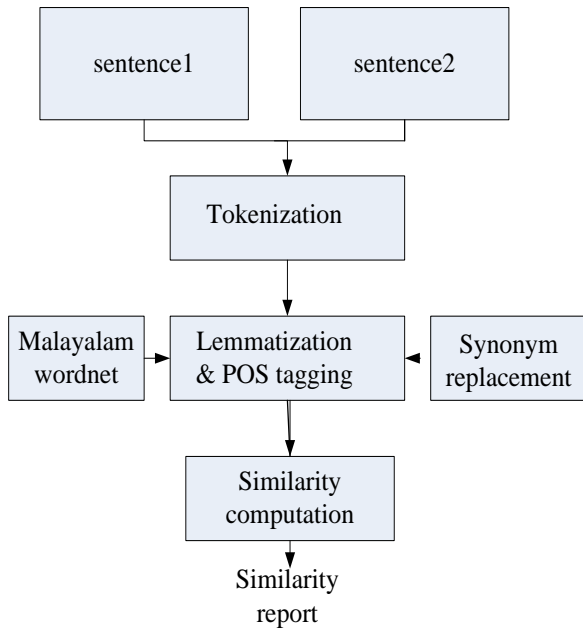 sentence1
sentence2
Tokenization
Malayalam
wordnet
Lemmatization
& POS tagging
Synonym
replacement
Similarity
computation
Similarity
report